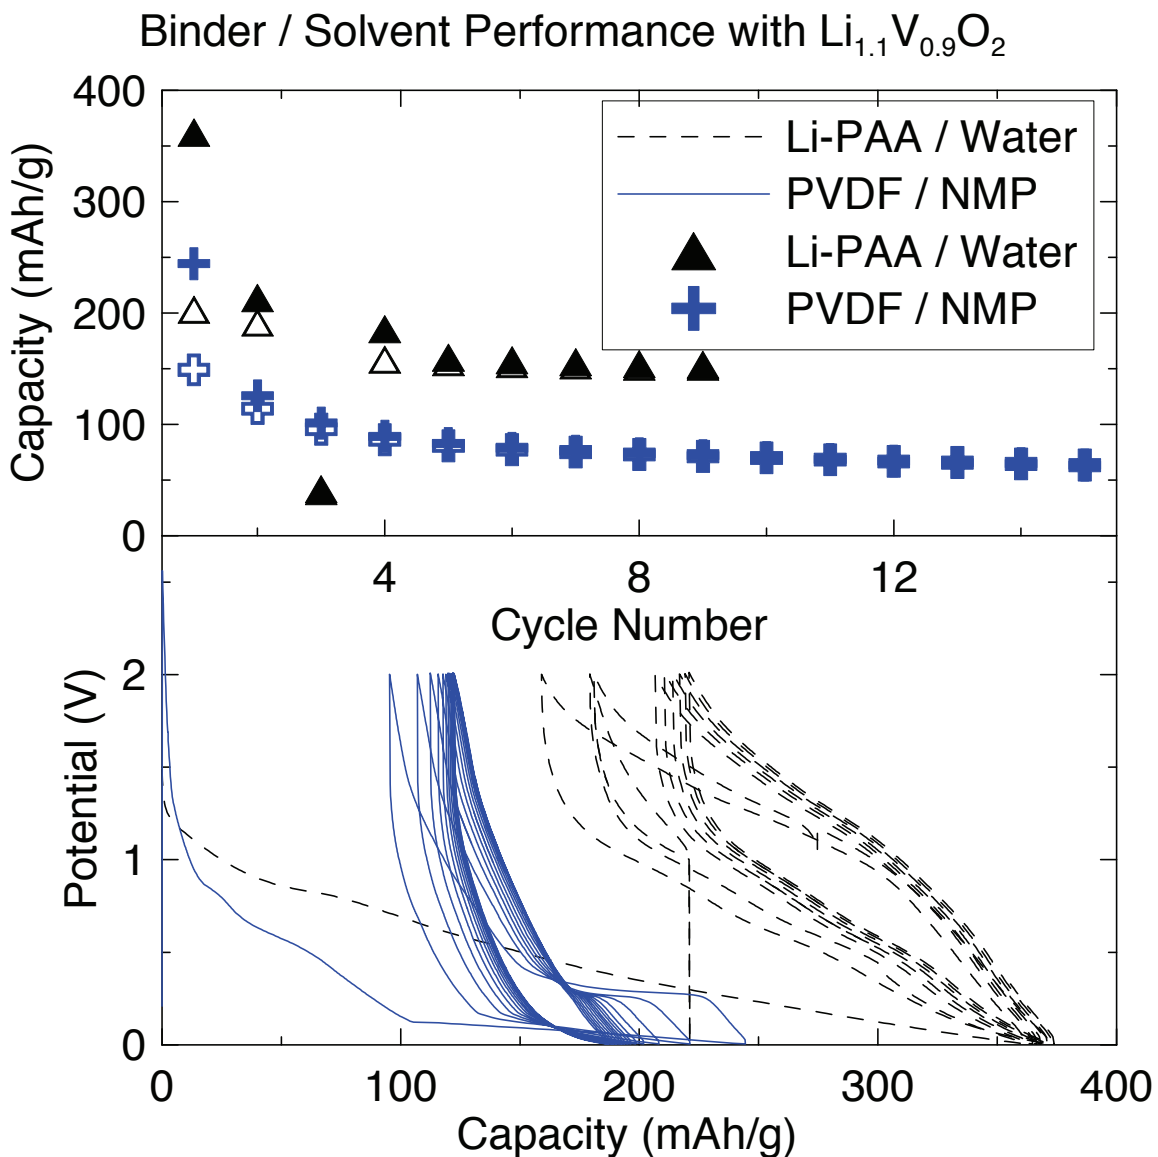 Binder / Solvent Performance with Li₁.₁V₀.₉O₂
400
300
200
100
0
Capacity (mAh/g)
Li-PAA / Water
PVDF / NMP
Li-PAA / Water
PVDF / NMP
4 8 12
Cycle Number
2
1
0
Potential (V)
0 100 200 300 400
Capacity (mAh/g)